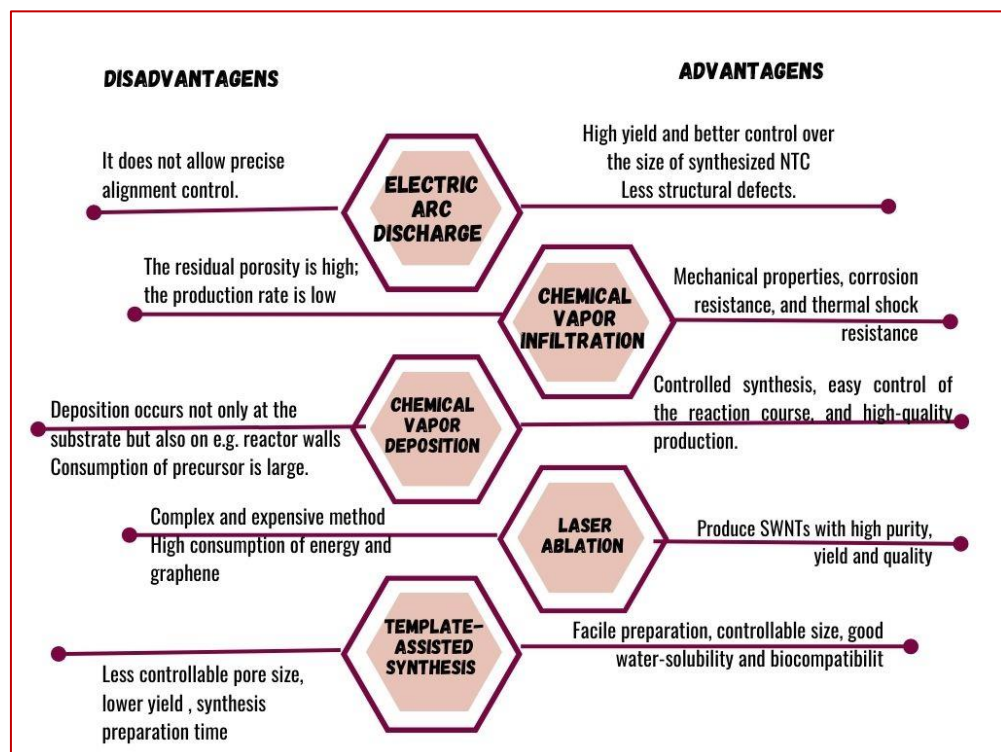 DISADVANTAGENS
ADVANTAGENS
It does not allow precise
alignment control.
ELECTRIC
ARC
DISCHARGE
High yield and better control over
the size of synthesized NTC
Less structural defects.
The residual porosity is high;
the production rate is low
CHEMICAL
VAPOR
INFILTRATION
Mechanical properties, corrosion
resistance, and thermal shock
resistance
Deposition occurs not only at the
substrate but also on e.g. reactor walls
Consumption of precursor is large.
CHEMICAL
VAPOR
DEPOSITION
Controlled synthesis, easy control of
the reaction course, and high-quality
production.
Complex and expensive method
High consumption of energy and
graphene
LASER
ABLATION
Produce SWNTs with high purity,
yield and quality
Less controllable pore size,
lower yield , synthesis
preparation time
TEMPLATE-
ASSISTED
SYNTHESIS
Facile preparation, controllable size, good
water-solubility and biocompatibilit